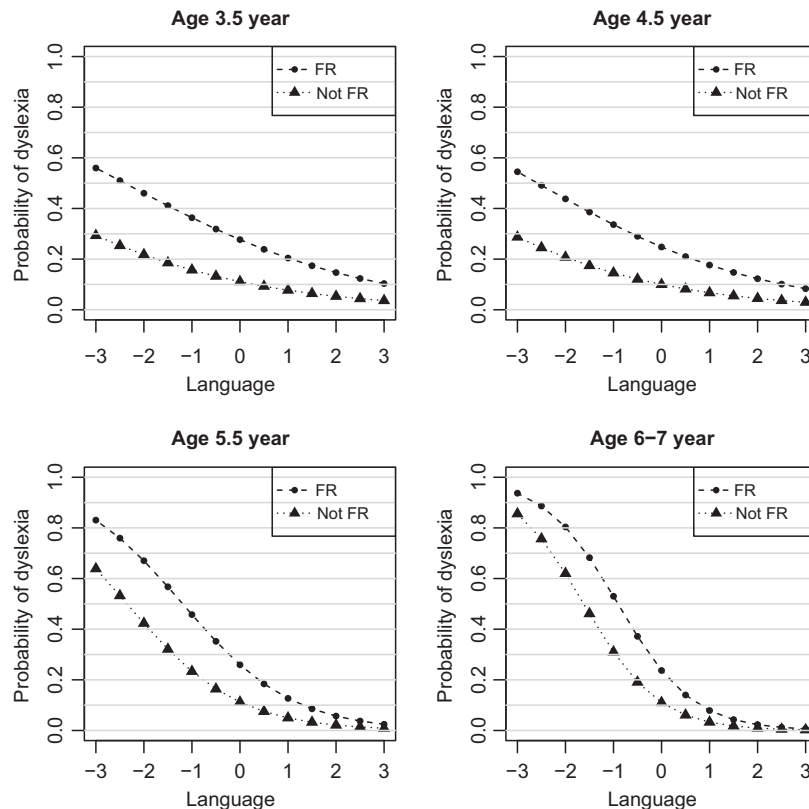 Age 3.5 year
Probability of dyslexia
1.0
0.8
0.6
0.4
0.2
0.0
FR
Not FR
−3 −2 −1 0 1 2 3
Language
Age 4.5 year
Probability of dyslexia
1.0
0.8
0.6
0.4
0.2
0.0
FR
Not FR
−3 −2 −1 0 1 2 3
Language
Age 5.5 year
Probability of dyslexia
1.0
0.8
0.6
0.4
0.2
0.0
FR
Not FR
−3 −2 −1 0 1 2 3
Language
Age 6−7 year
Probability of dyslexia
1.0
0.8
0.6
0.4
0.2
0.0
FR
Not FR
−3 −2 −1 0 1 2 3
Language